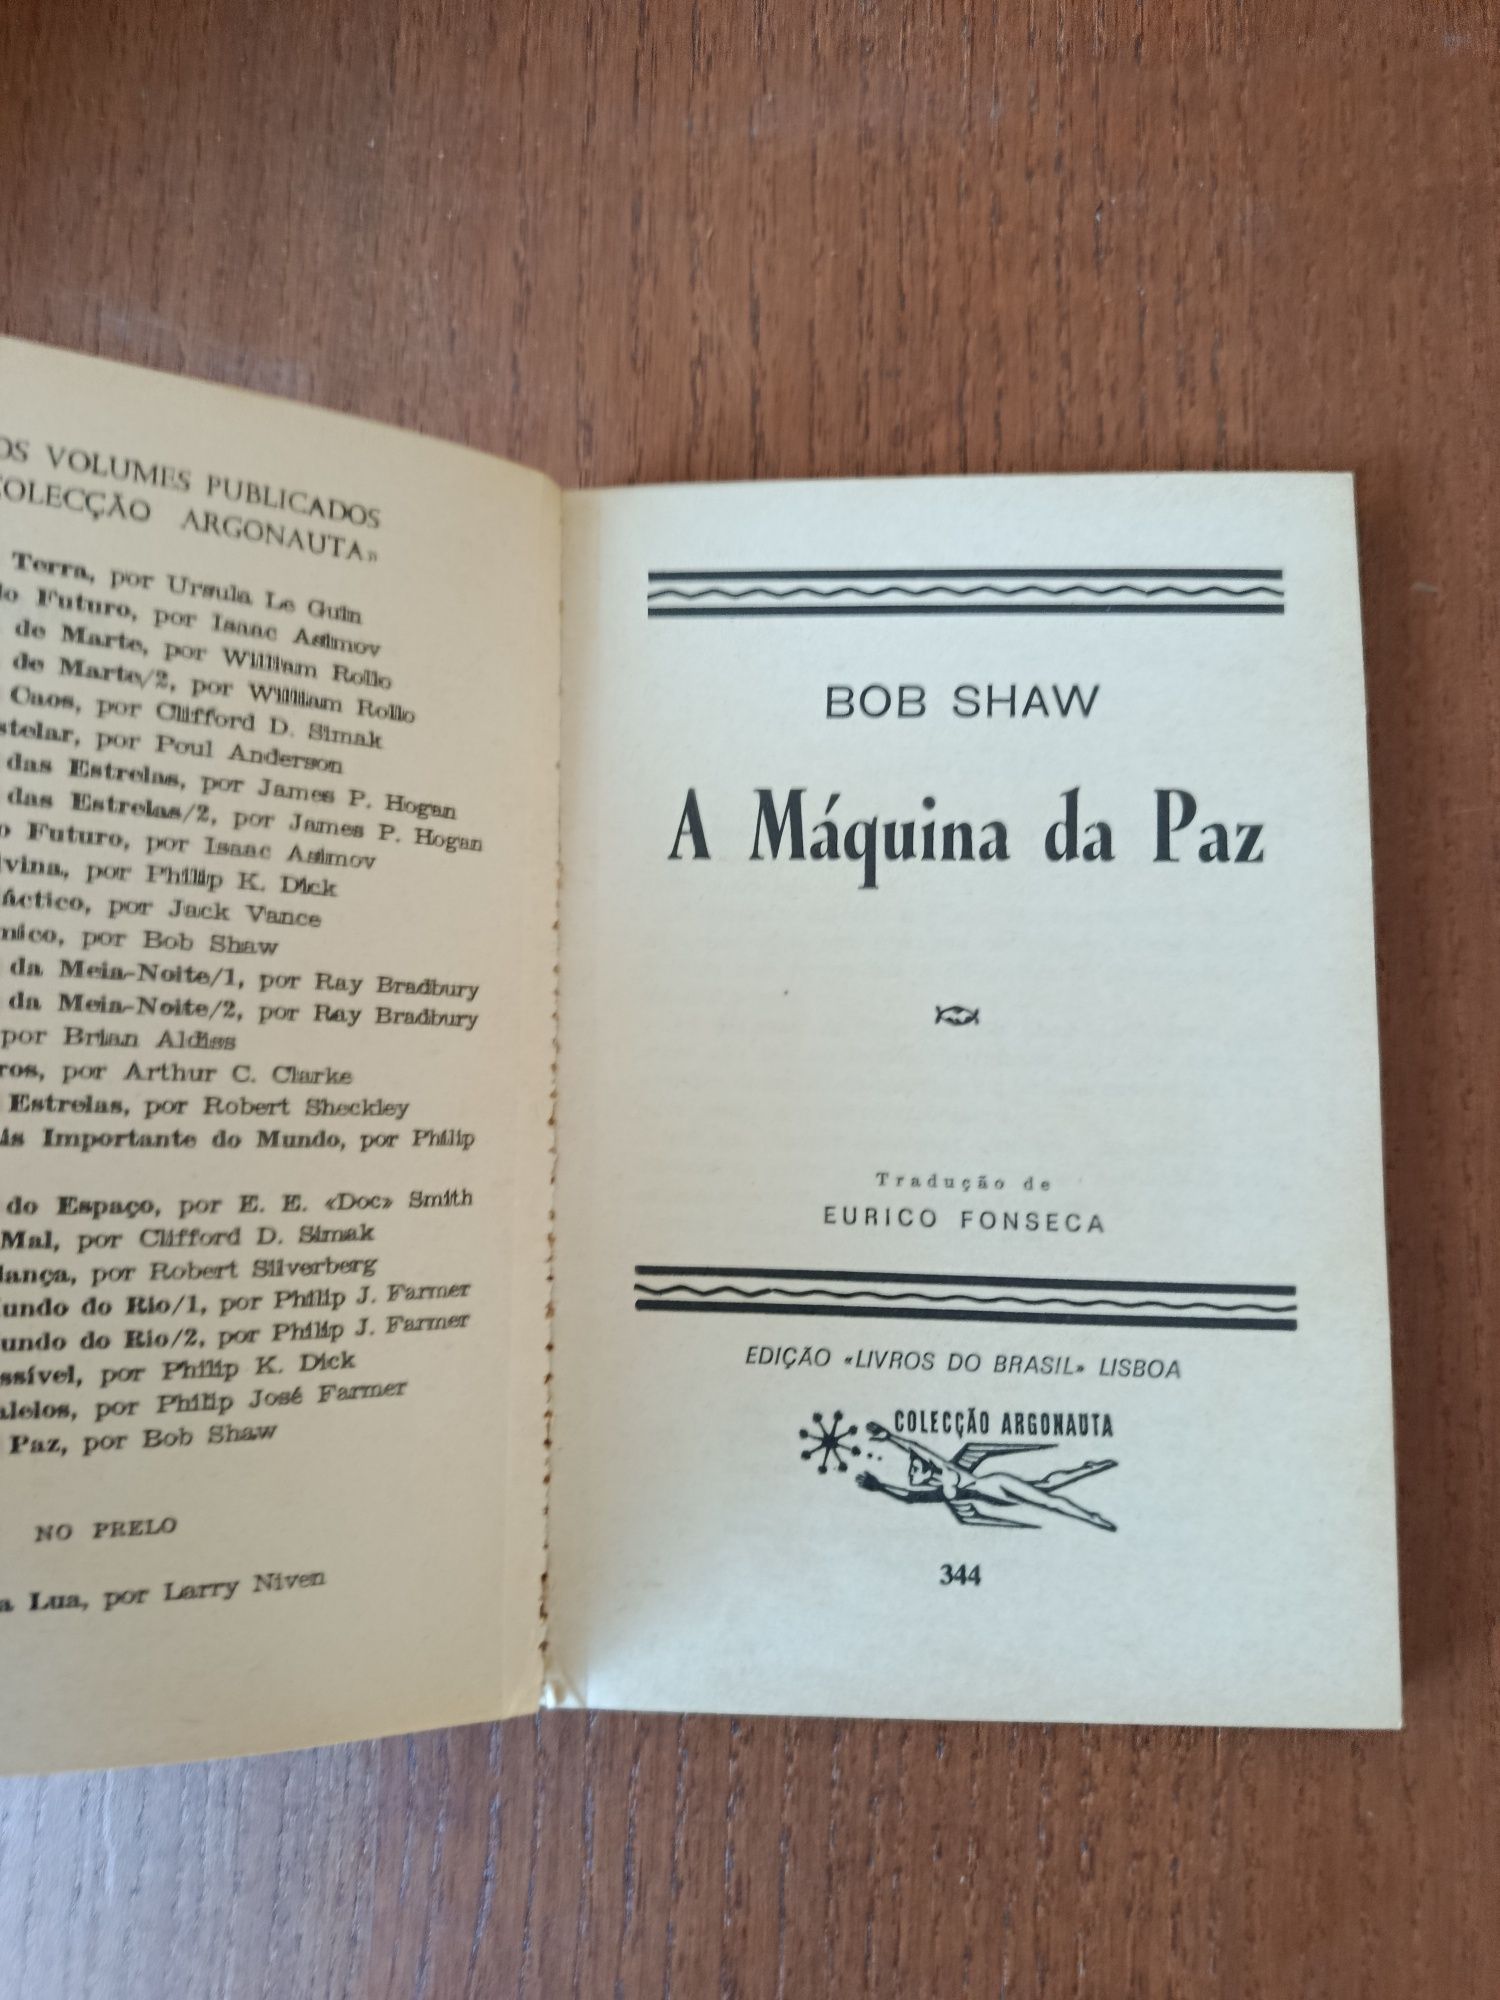 OS VOLUMES PUBLICADOS
COLECÇÃO ARGONAUTA»
Terra, por Ursula Le Guin
do Futuro, por Isaac Asimov
de Marte, por William Rollo
de Marte/2, por William Rollo
Caos, por Clifford D. Simak
stelar, por Poul Anderson
das Estrelas, por James P. Hogan
das Estrelas/2, por James P. Hogan
o Futuro, por Isaac Asimov
ivina, por Philip K. Dick
láctico, por Jack Vance
mico, por Bob Shaw
da Meia-Noite/1, por Ray Bradbury
da Meia-Noite/2, por Ray Bradbury
por Brian Aldiss
ros, por Arthur C. Clarke
Estrelas, por Robert Sheckley
is Importante do Mundo, por Philip
do Espaço, por E. E. «Doc» Smith
Mal, por Clifford D. Simak
dança, por Robert Silverberg
undo do Rio/1, por Philip J. Farmer
undo do Rio/2, por Philip J. Farmer
ssível, por Philip K. Dick
alelos, por Philip José Farmer
Paz, por Bob Shaw
NO PRELO
a Lua, por Larry Niven
BOB SHAW
A Máquina da Paz
Tradução de
EURICO FONSECA
EDIÇÃO «LIVROS DO BRASIL» LISBOA
COLECÇÃO ARGONAUTA
344